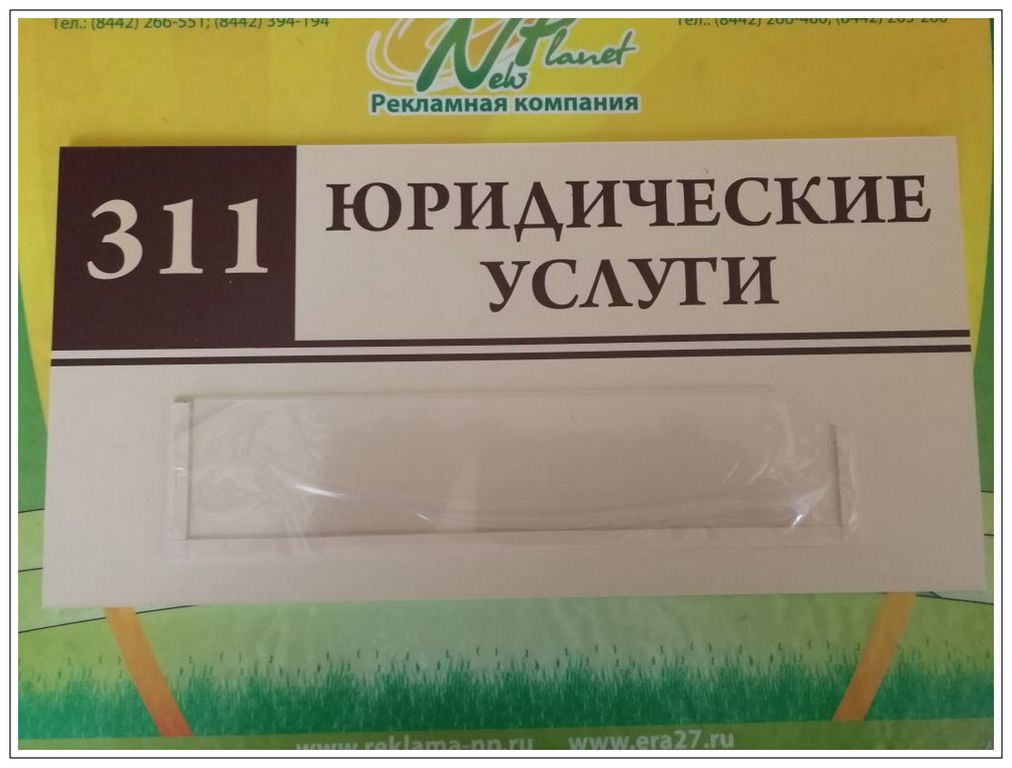 Тел.: (8442) 266-551; (8442) 394-194
New Planet
Рекламная компания
311
ЮРИДИЧЕСКИЕ
УСЛУГИ
www.reklama-np.ru www.era27.ru